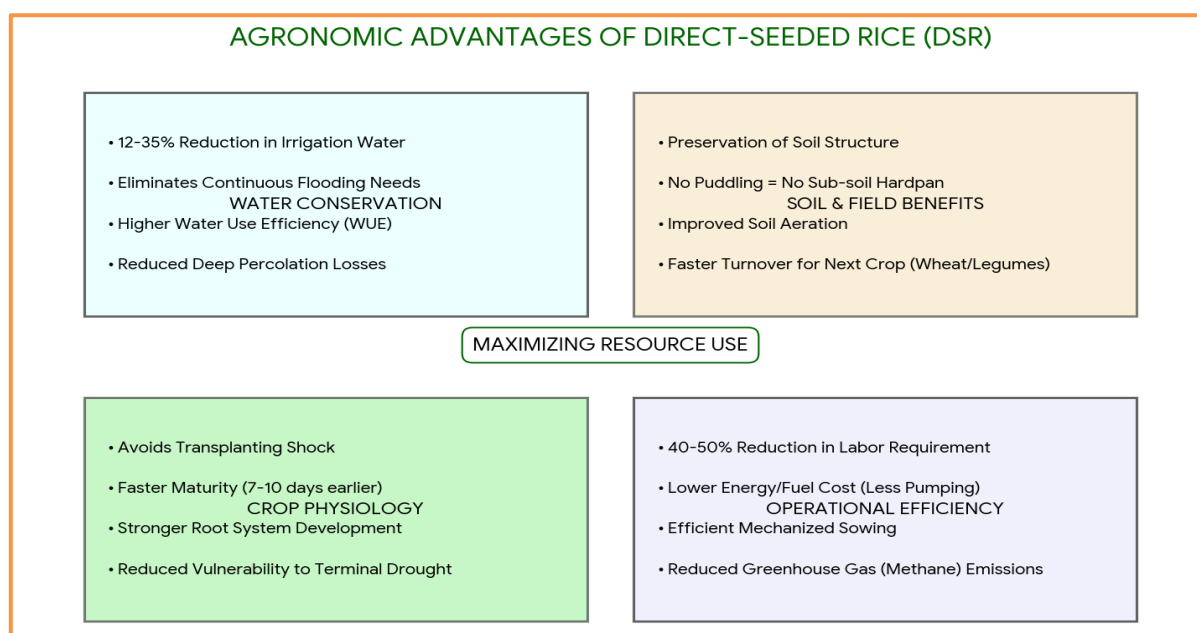 AGRONOMIC ADVANTAGES OF DIRECT-SEEDED RICE (DSR)
• 12-35% Reduction in Irrigation Water
• Eliminates Continuous Flooding Needs
WATER CONSERVATION
• Higher Water Use Efficiency (WUE)
• Reduced Deep Percolation Losses
• Preservation of Soil Structure
• No Puddling = No Sub-soil Hardpan
SOIL & FIELD BENEFITS
• Improved Soil Aeration
• Faster Turnover for Next Crop (Wheat/Legumes)
MAXIMIZING RESOURCE USE
• Avoids Transplanting Shock
• Faster Maturity (7-10 days earlier)
CROP PHYSIOLOGY
• Stronger Root System Development
• Reduced Vulnerability to Terminal Drought
• 40-50% Reduction in Labor Requirement
• Lower Energy/Fuel Cost (Less Pumping)
OPERATIONAL EFFICIENCY
• Efficient Mechanized Sowing
• Reduced Greenhouse Gas (Methane) Emissions